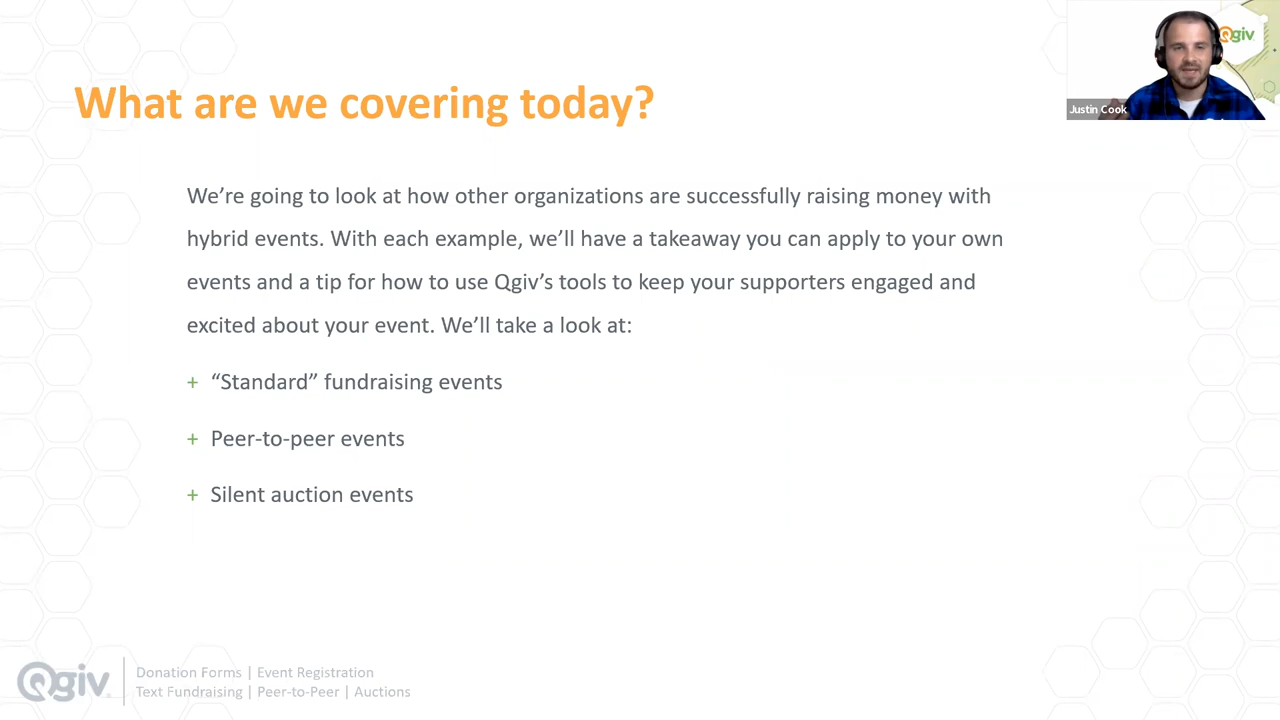 Qgiv
Justin Cook
What are we covering today?
We’re going to look at how other organizations are successfully raising money with
hybrid events. With each example, we’ll have a takeaway you can apply to your own
events and a tip for how to use Qgiv’s tools to keep your supporters engaged and
excited about your event. We’ll take a look at:
+ “Standard” fundraising events
+ Peer-to-peer events
+ Silent auction events
Qgiv
Donation Forms | Event Registration
Text Fundraising | Peer-to-Peer | Auctions